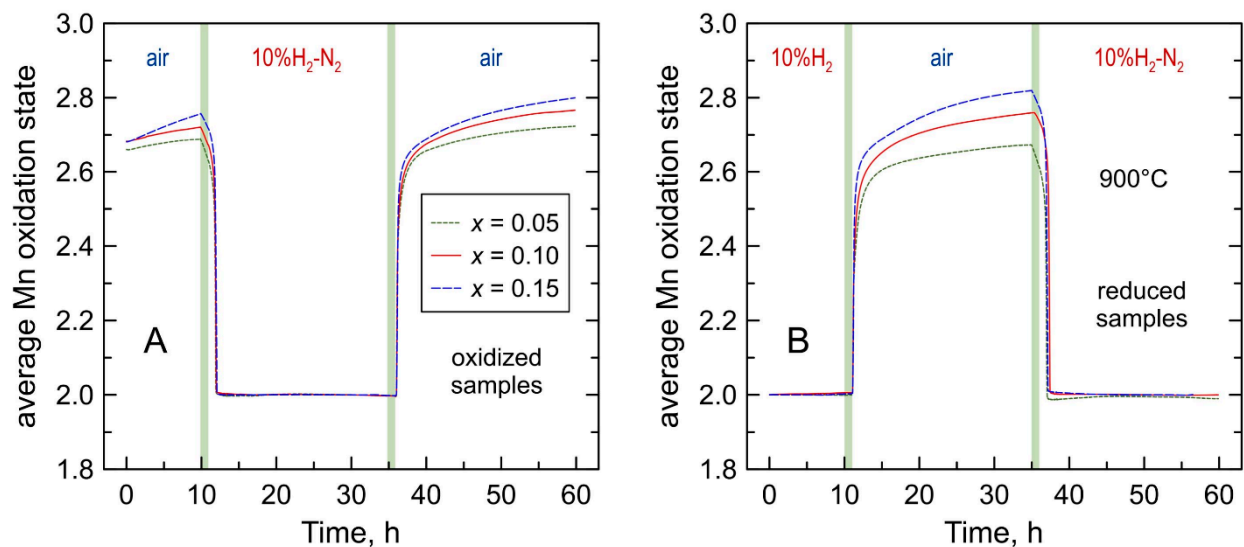 3.0
2.8
2.6
2.4
2.2
2.0
1.8
average Mn oxidation state
air
10%H₂-N₂
air
x = 0.05
x = 0.10
x = 0.15
A
oxidized
samples
0
10
20
30
40
50
60
Time, h
3.0
2.8
2.6
2.4
2.2
2.0
1.8
average Mn oxidation state
10%H₂
air
10%H₂-N₂
900°C
reduced
samples
B
0
10
20
30
40
50
60
Time, h